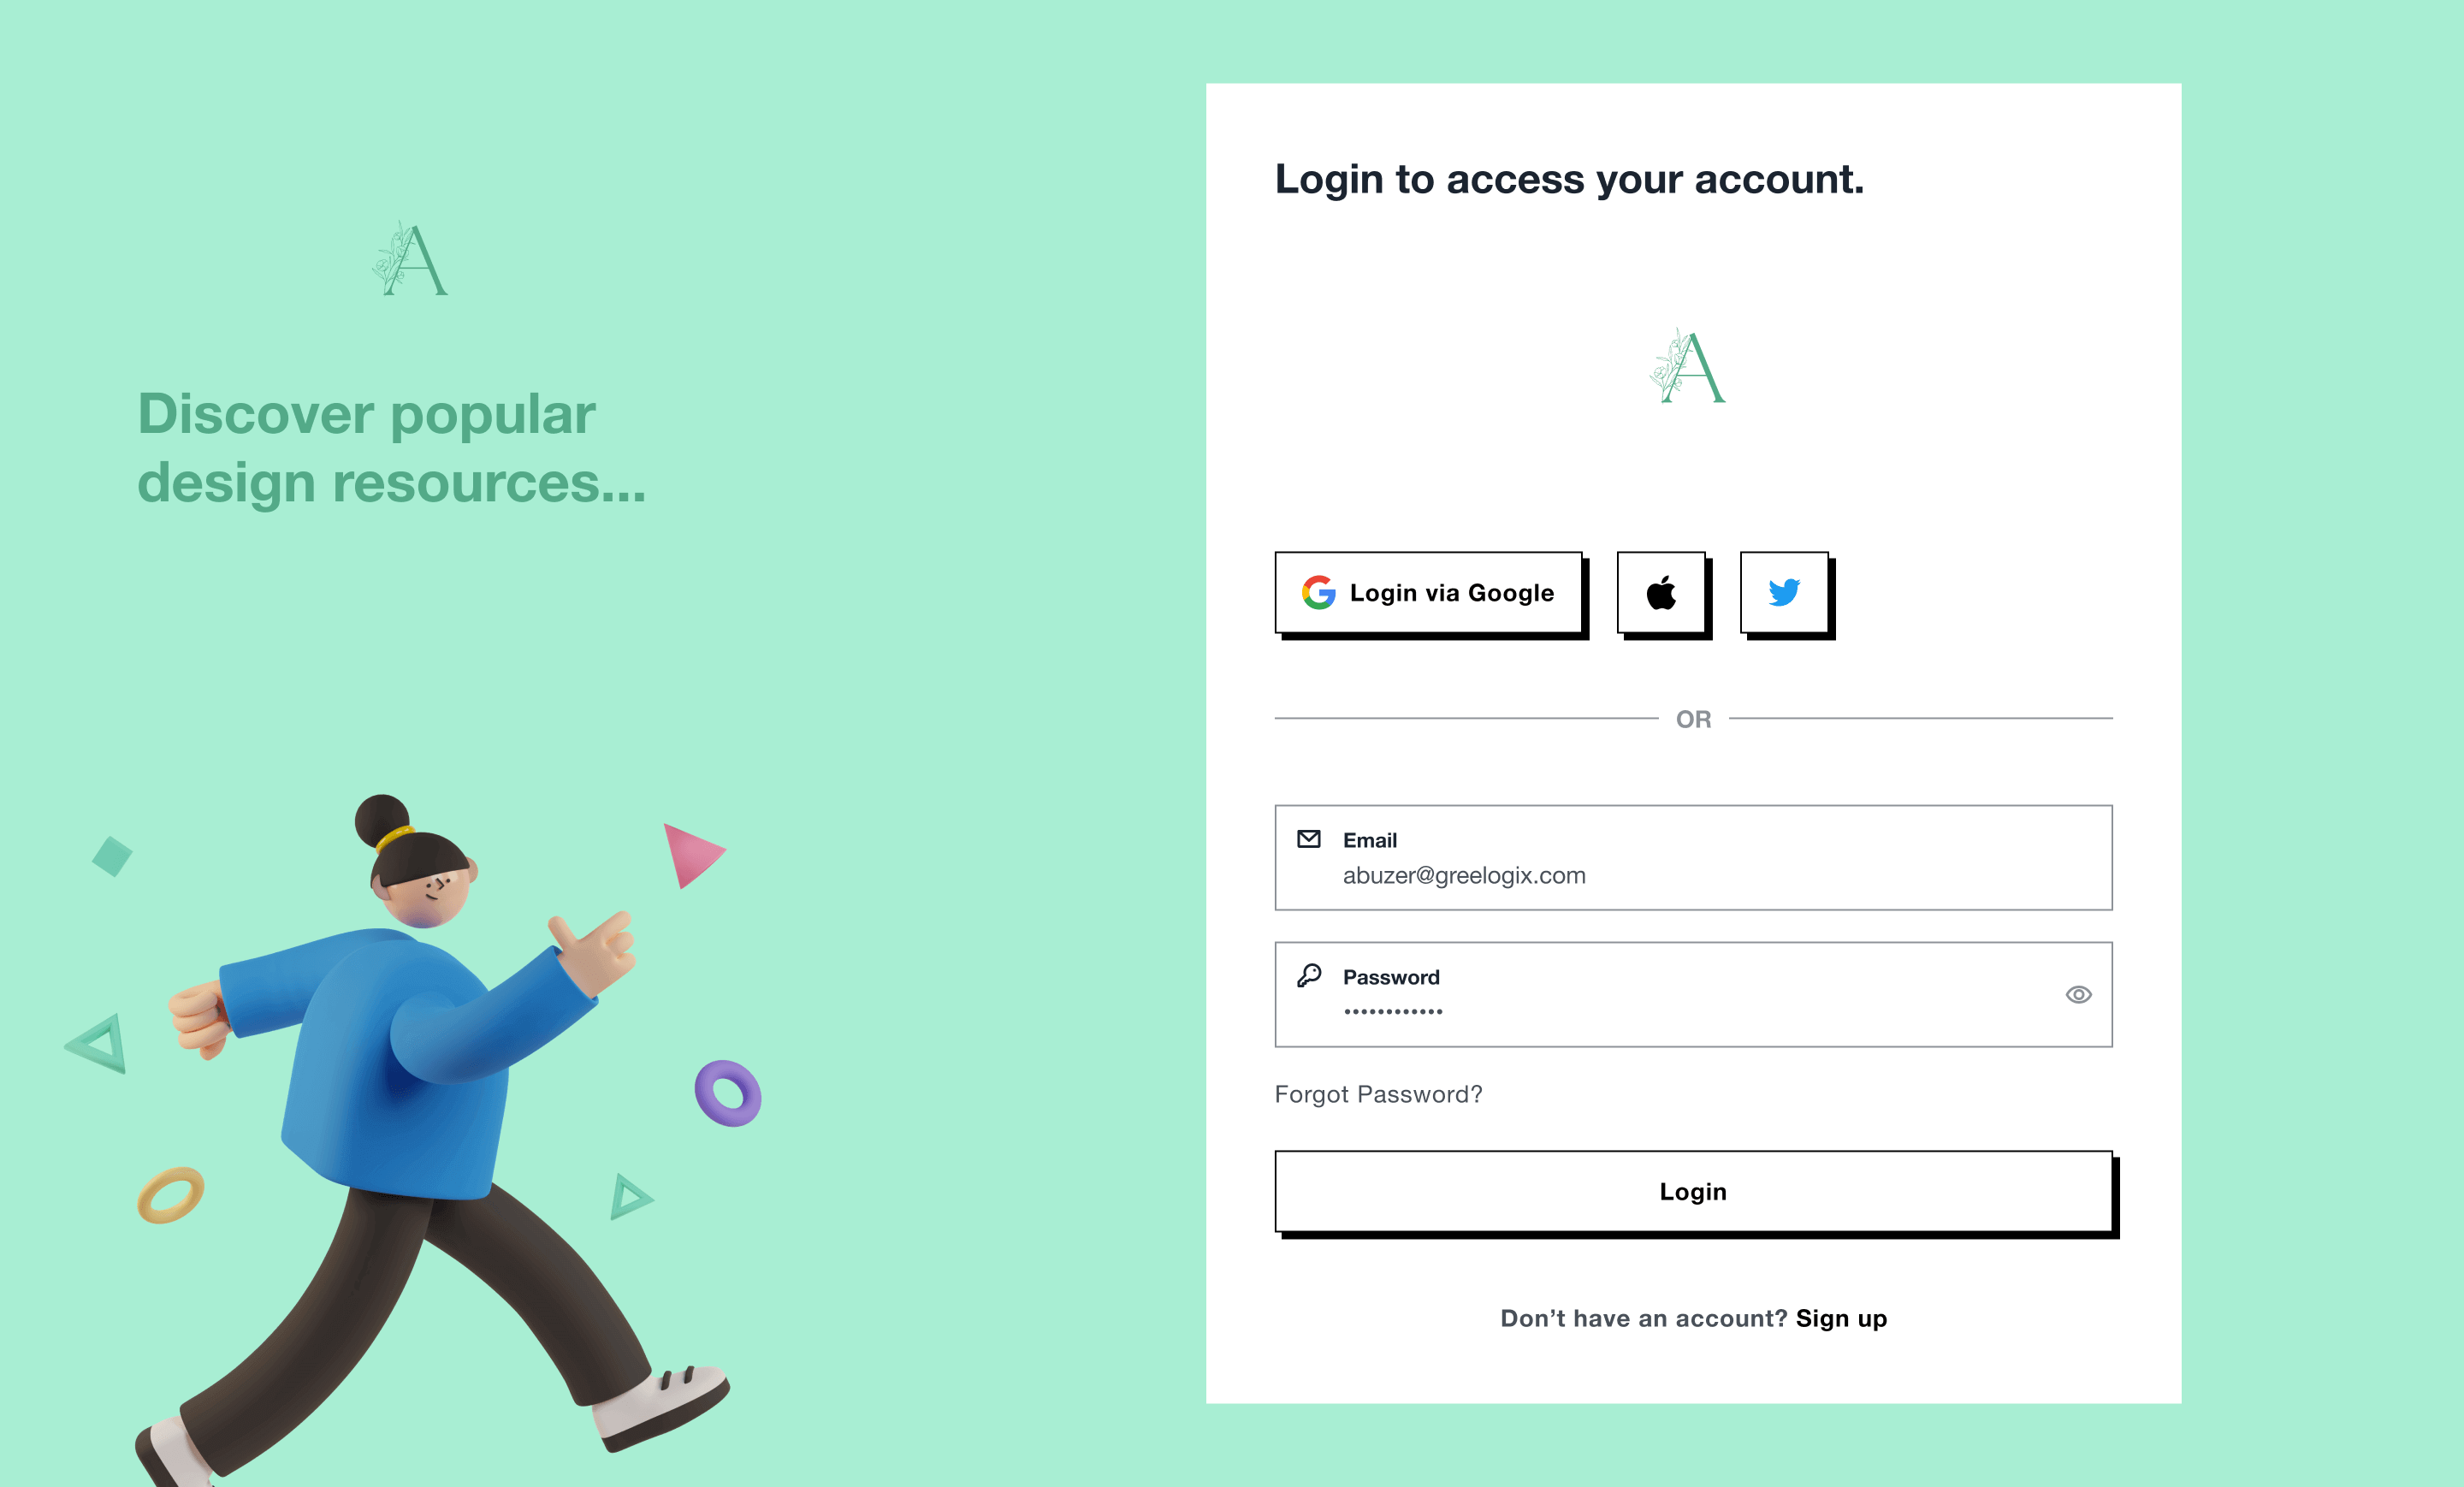 A
Discover popular
design resources...
Login to access your account.
A
Login via Google
OR
Email
abuzer@greelogix.com
Password
••••••••••••
Forgot Password?
Login
Don’t have an account? Sign up